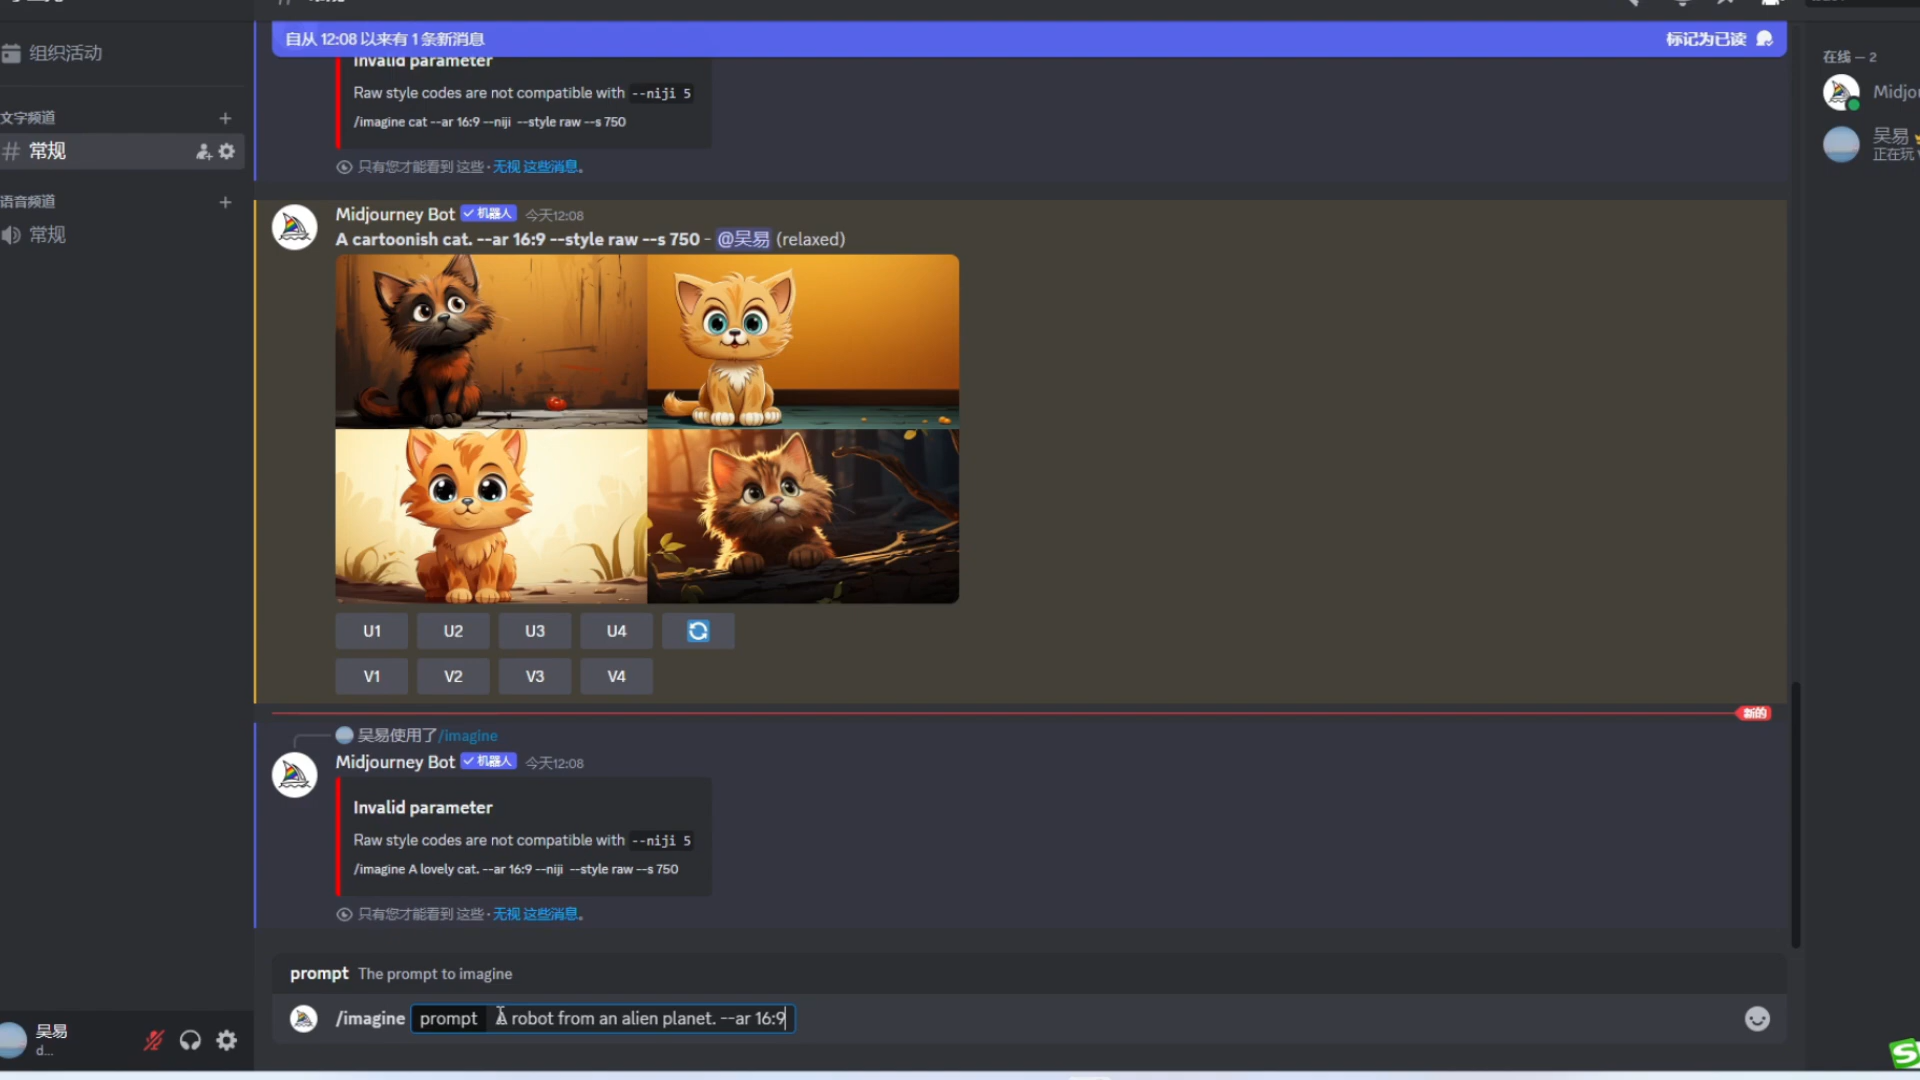 组织活动
文字频道
# 常规
语音频道
常规
吴易
d...
自从 12:08 以来有 1 条新消息
标记为已读
Invalid parameter
Raw style codes are not compatible with --niji 5
/imagine cat --ar 16:9 --niji --style raw --s 750
只有您才能看到 这些 · 无视 这些消息。
Midjourney Bot 机器人 今天12:08
A cartoonish cat. --ar 16:9 --style raw --s 750 - @吴易 (relaxed)
U1 U2 U3 U4
V1 V2 V3 V4
新的
吴易使用了/imagine
Midjourney Bot 机器人 今天12:08
Invalid parameter
Raw style codes are not compatible with --niji 5
/imagine A lovely cat. --ar 16:9 --niji --style raw --s 750
只有您才能看到 这些 · 无视 这些消息。
prompt The prompt to imagine
/imagine prompt A robot from an alien planet. --ar 16:9
在线 — 2
Midjou
吴易
正在玩